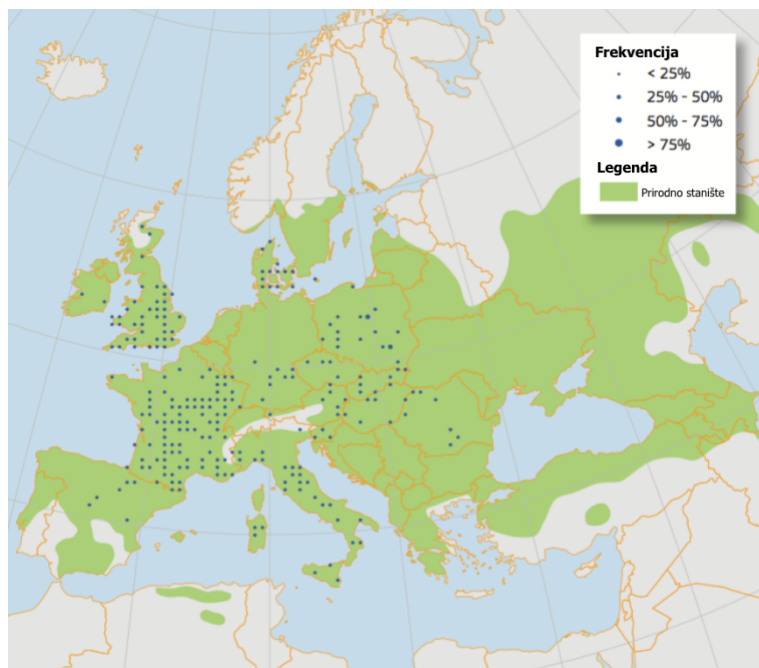 Frekvencija
< 25%
25% - 50%
50% - 75%
> 75%
Legenda
Prirodno stanište